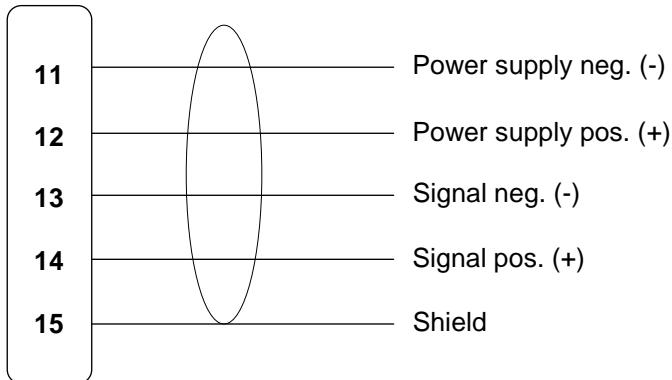 11 Power supply neg. (-)
12 Power supply pos. (+)
13 Signal neg. (-)
14 Signal pos. (+)
15 Shield